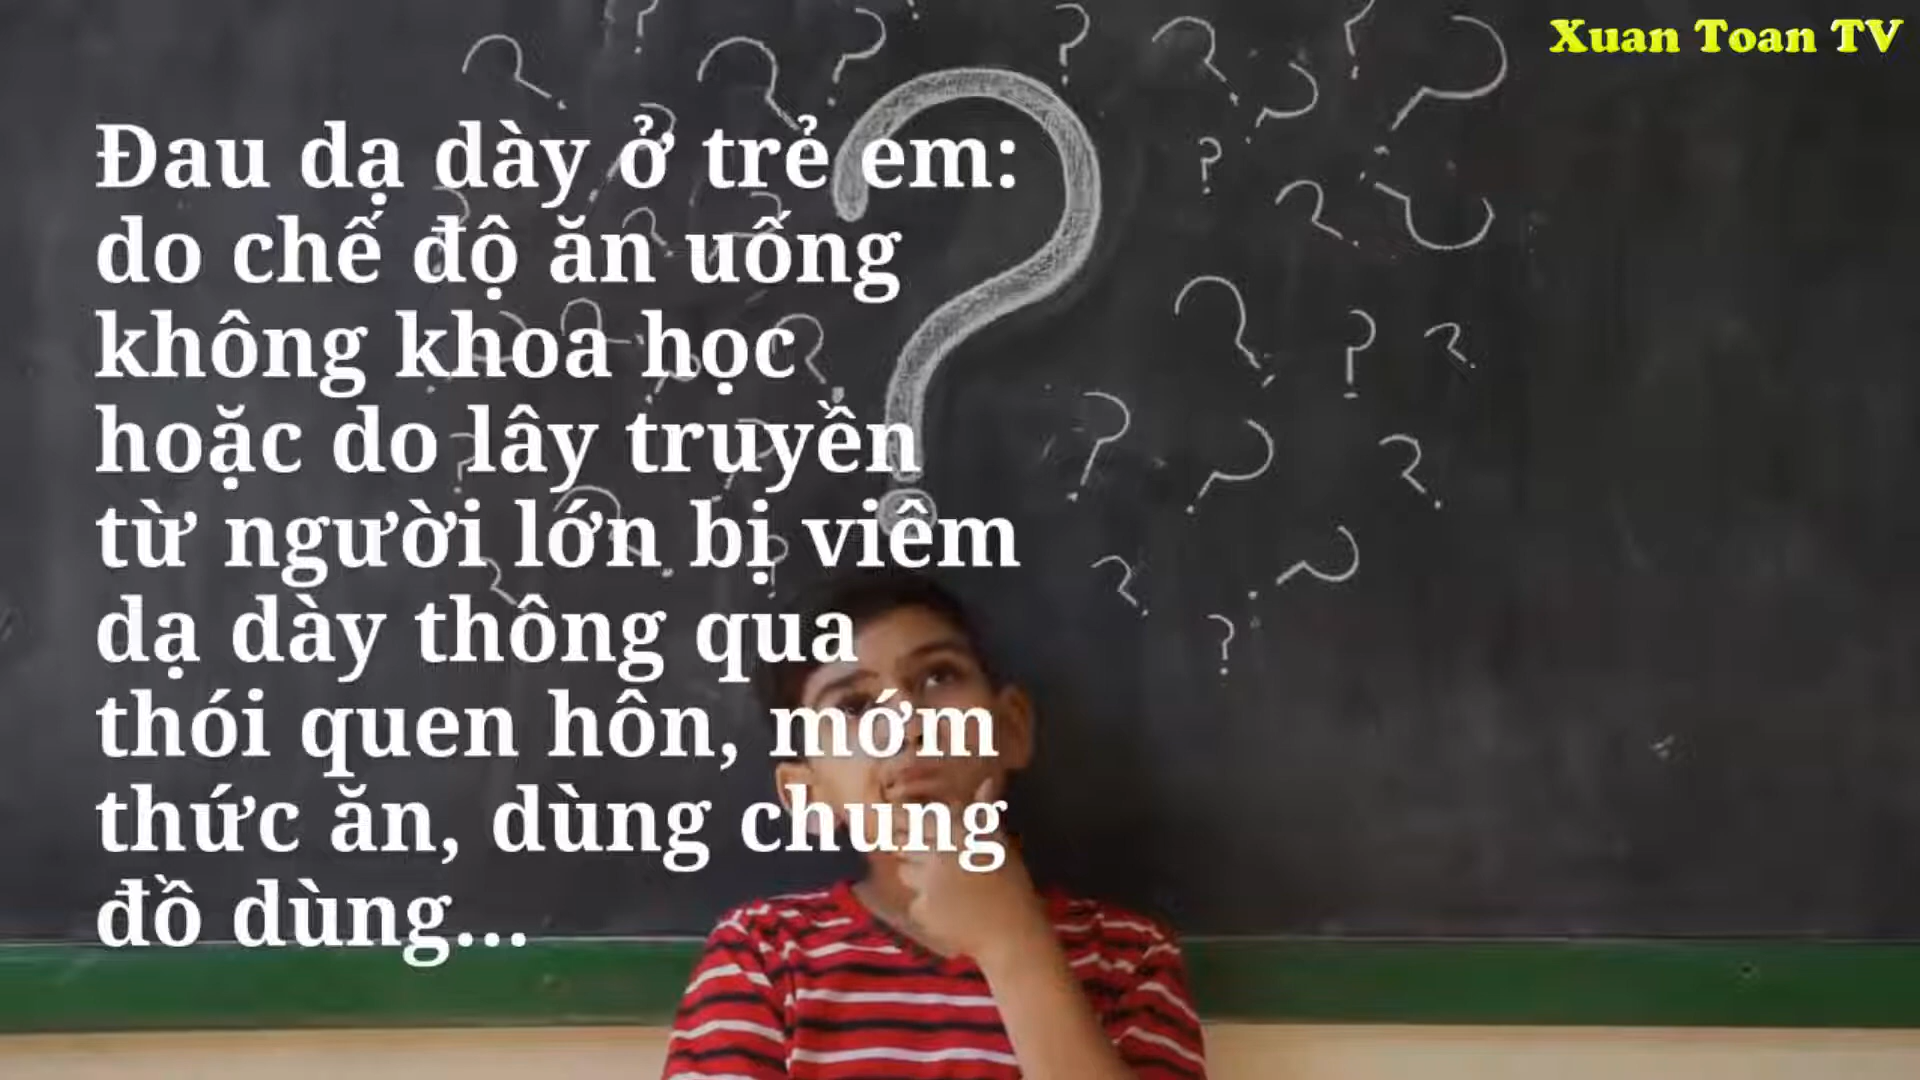 Xuan Toan TV
Đau dạ dày ở trẻ em:
do chế độ ăn uống
không khoa học
hoặc do lây truyền
từ người lớn bị viêm
dạ dày thông qua
thói quen hôn, mớm
thức ăn, dùng chung
đồ dùng...